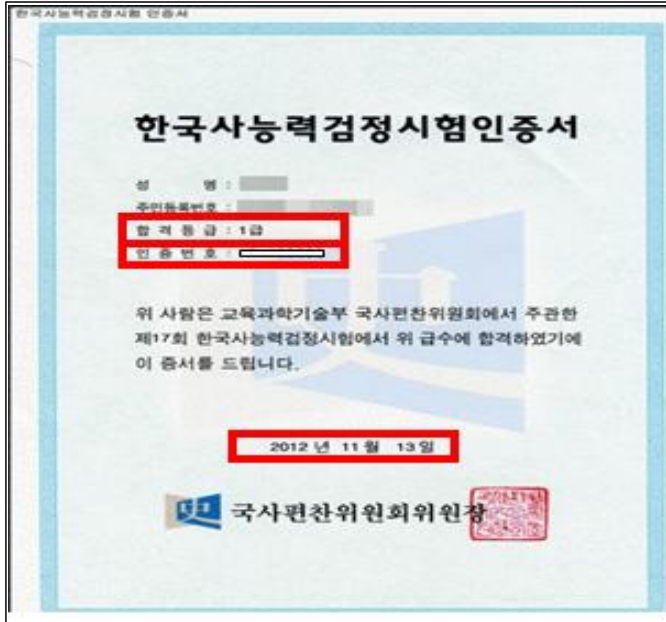 한국사능력검정시험 인증서
한국사능력검정시험인증서
성 명 :
주민등록번호 :
합 격 등 급 : 1급
인 증 번 호 :
위 사람은 교육과학기술부 국사편찬위원회에서 주관한
제17회 한국사능력검정시험에서 위 급수에 합격하였기에
이 증서를 드립니다.
2012 년 11 월 13 일
국사편찬위원회위원장